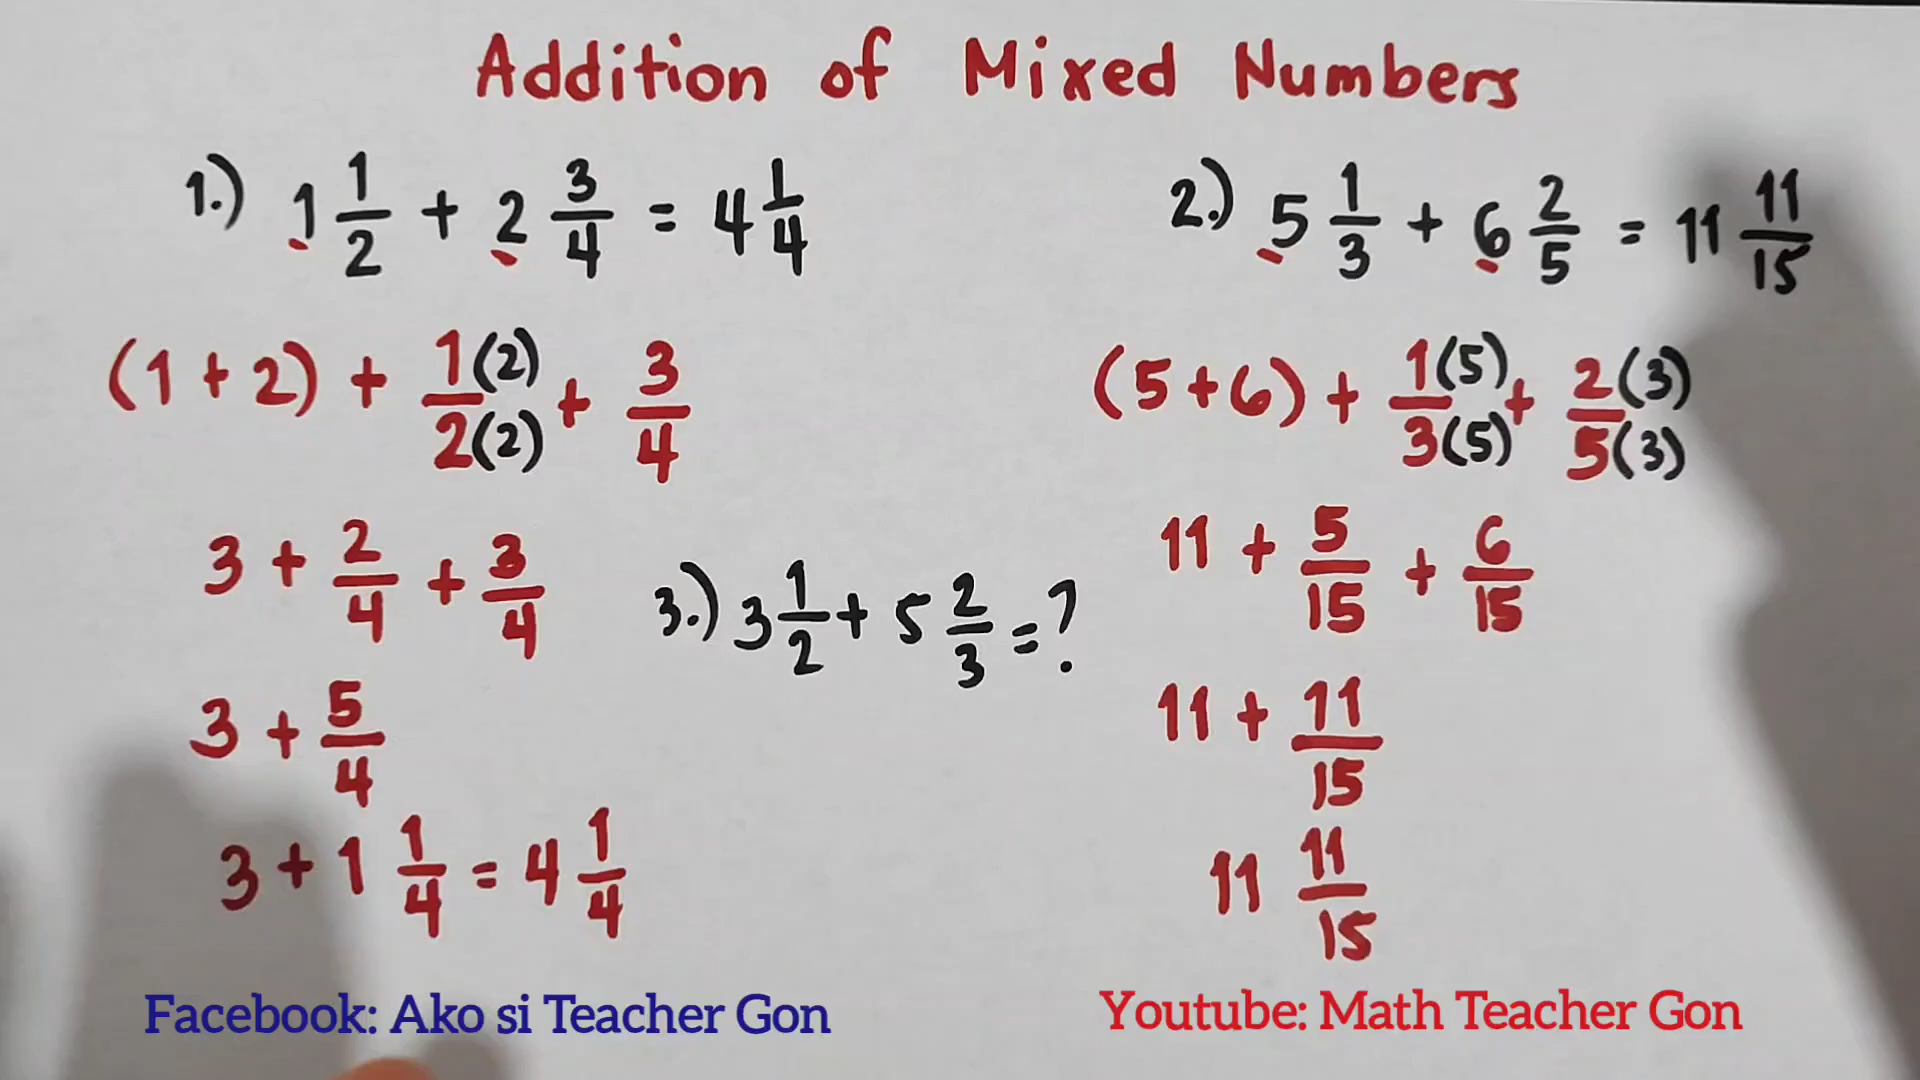 Addition of Mixed Numbers
1.) 1 1/2 + 2 3/4 = 4 1/4
(1 + 2) + 1(2)/2(2) + 3/4
3 + 2/4 + 3/4
3 + 5/4
3 + 1 1/4 = 4 1/4
3.) 3 1/2 + 5 2/3 = ?
2.) 5 1/3 + 6 2/5 = 11 11/15
(5 + 6) + 1(5)/3(5) + 2(3)/5(3)
11 + 5/15 + 6/15
11 + 11/15
11 11/15
Facebook: Ako si Teacher Gon
Youtube: Math Teacher Gon